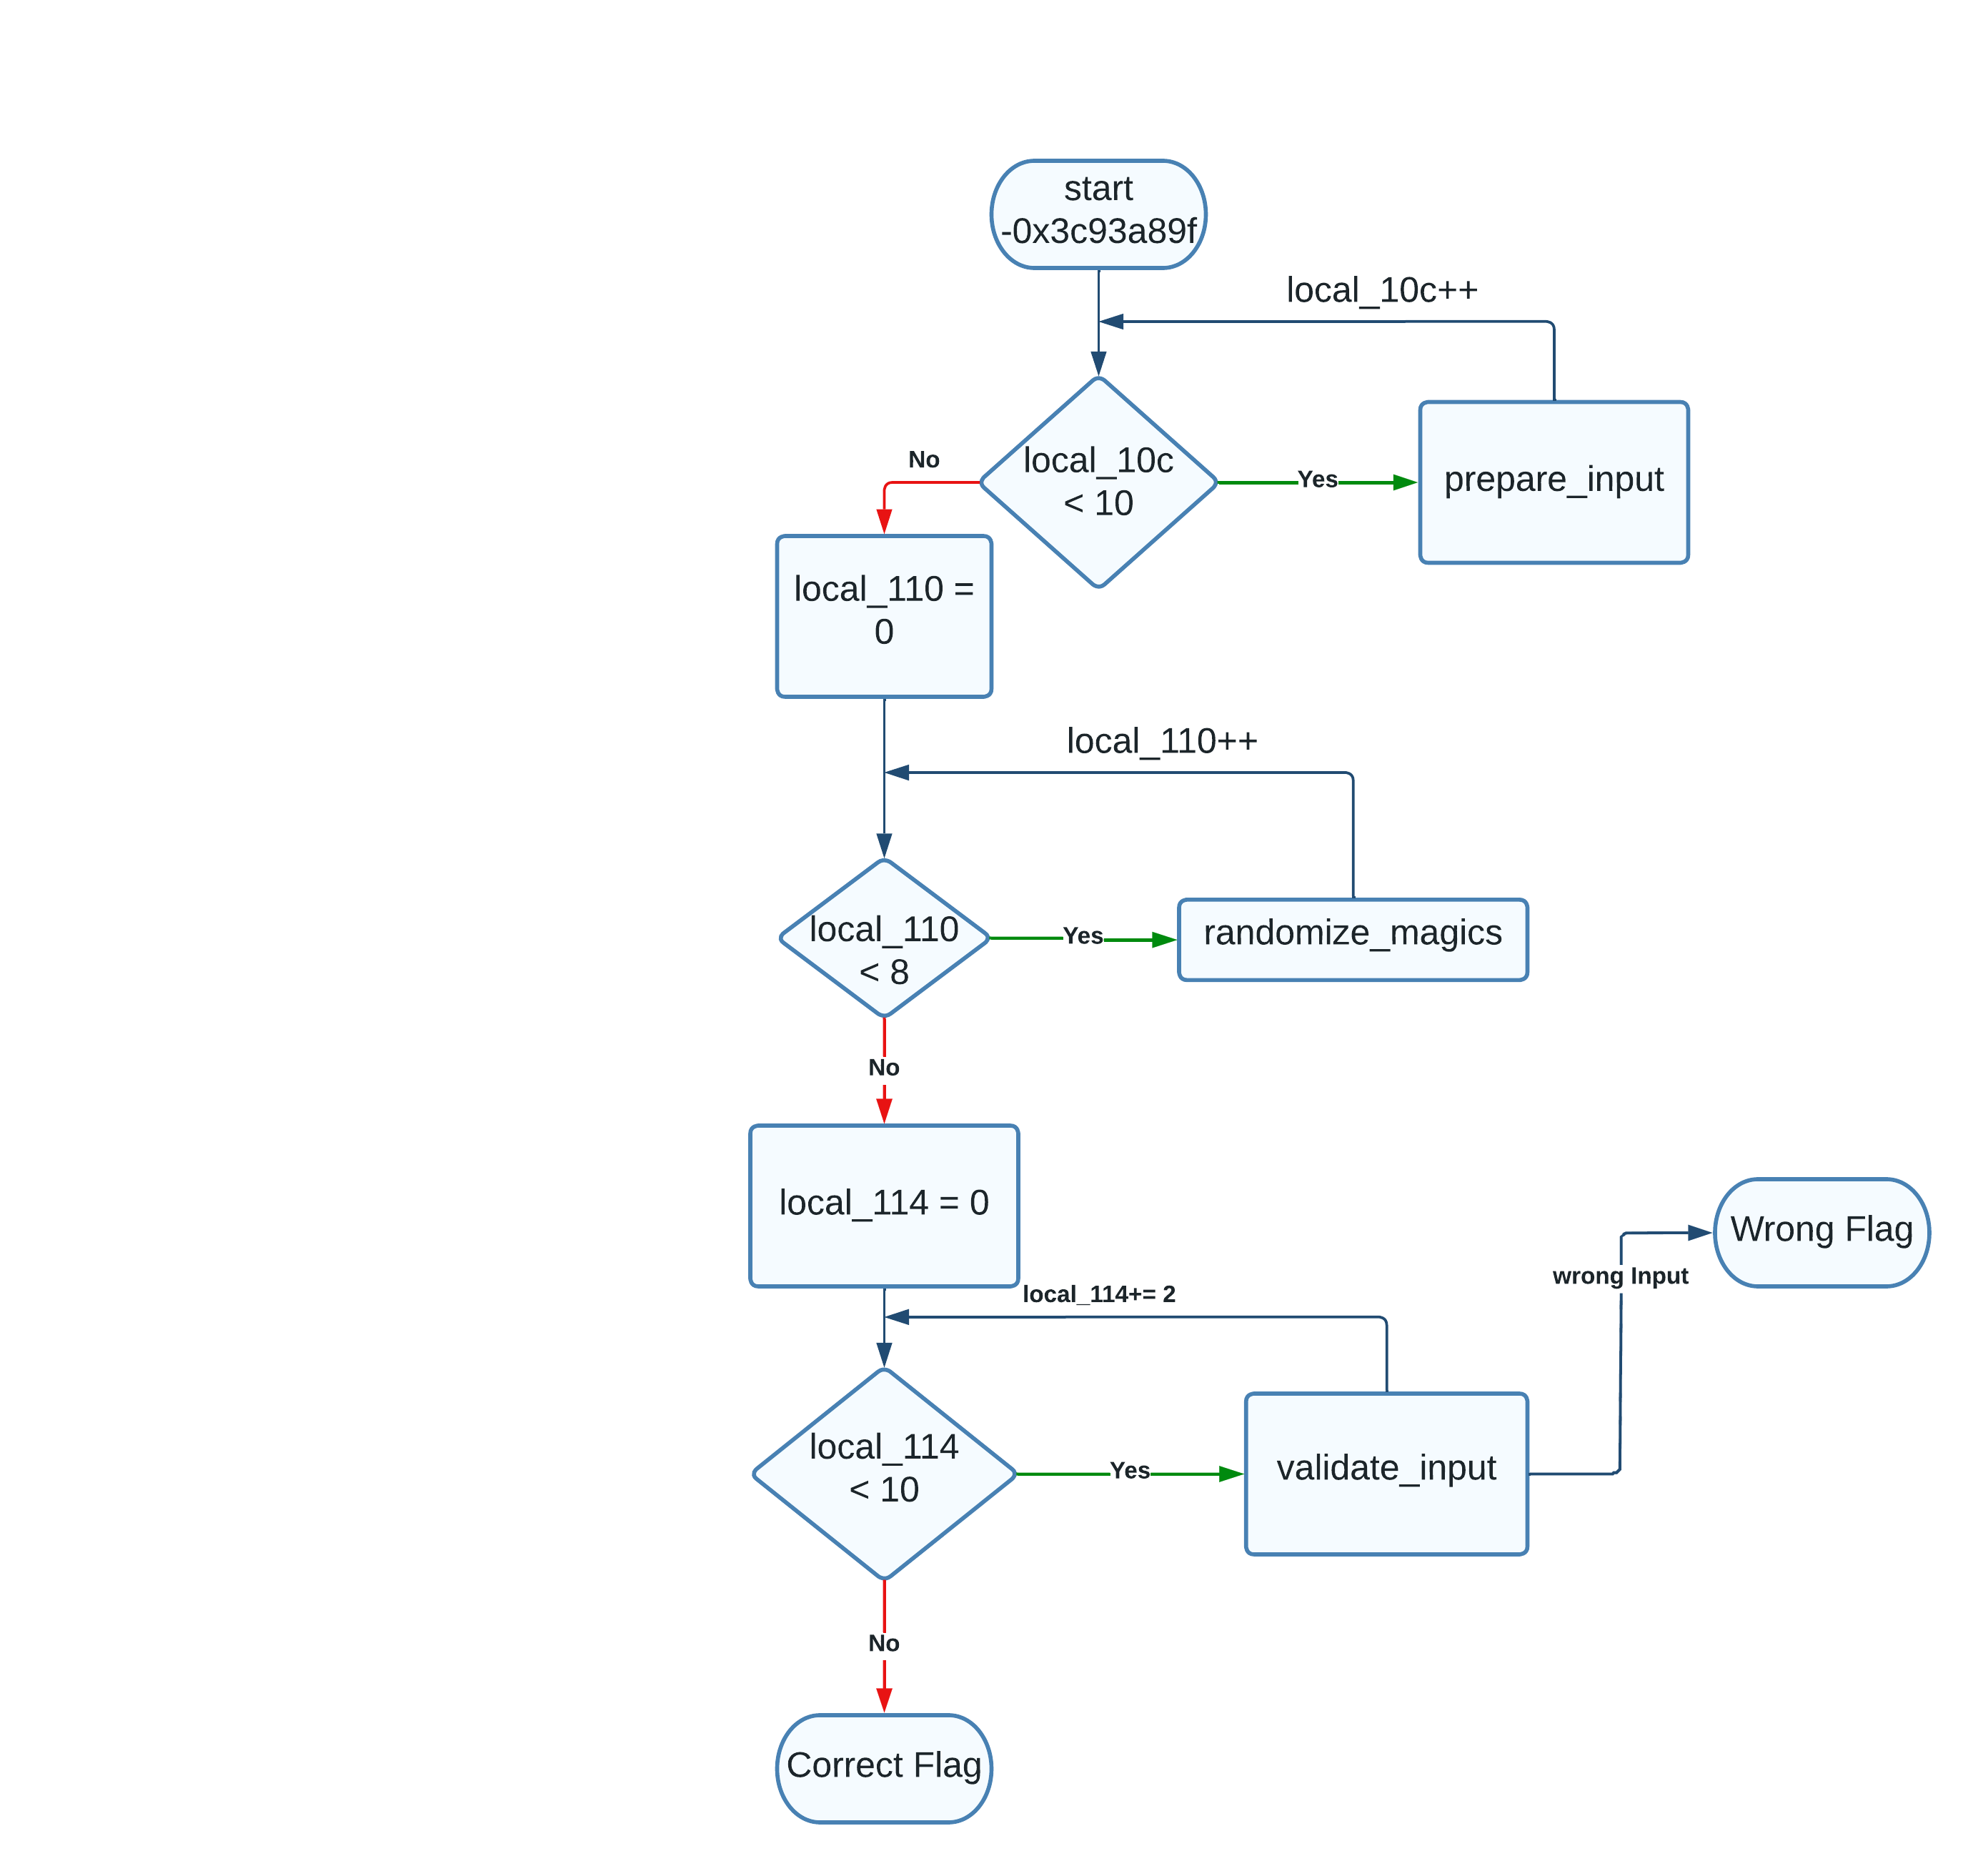 start
-0x3c93a89f
local_10c++
No
local_10c
< 10
Yes
prepare_input
local_110 =
0
local_110++
local_110
< 8
Yes
randomize_magics
No
local_114 = 0
Wrong Flag
wrong Input
local_114+= 2
local_114
< 10
Yes
validate_input
No
Correct Flag